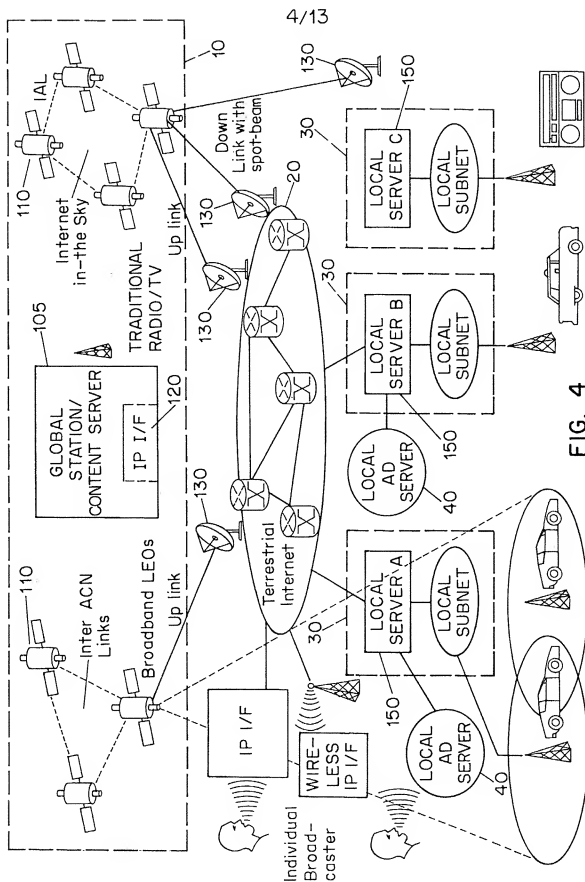 4/13
10
110
IAL
Internet
in-the Sky
TRADITIONAL
RADIO/TV
Up link
Down
Link with
spot-beam
130
105
GLOBAL
STATION/
CONTENT SERVER
IP I/F
120
110
Inter ACN
Links
Broadband LEOs
Up link
130
130
130
20
Terrestrial
Internet
IP I/F
WIRE-
LESS
IP I/F
Individual
Broad-
caster
30
LOCAL
SERVER A
150
LOCAL
SUBNET
LOCAL
AD
SERVER
40
30
LOCAL
SERVER B
150
LOCAL
SUBNET
LOCAL
AD
SERVER
40
30
LOCAL
SERVER C
150
LOCAL
SUBNET
FIG. 4